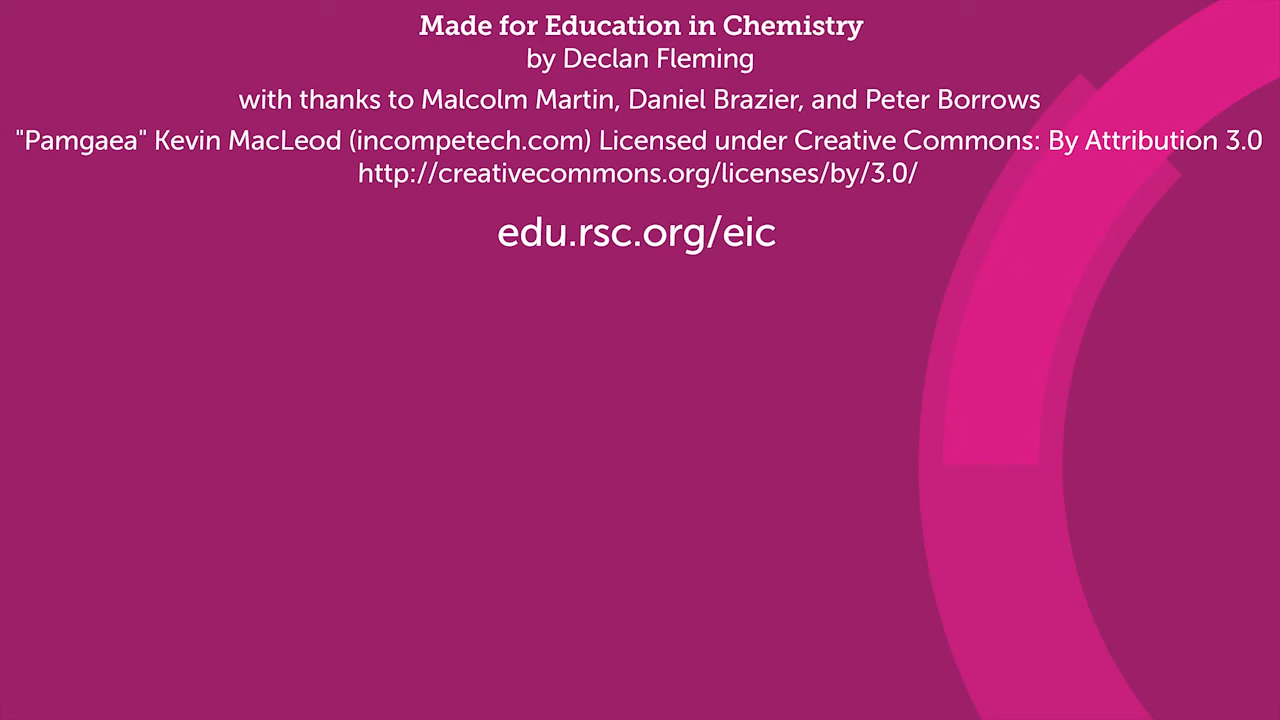 Made for Education in Chemistry
by Declan Fleming
with thanks to Malcolm Martin, Daniel Brazier, and Peter Borrows
"Pamgaea" Kevin MacLeod (incompetech.com) Licensed under Creative Commons: By Attribution 3.0
http://creativecommons.org/licenses/by/3.0/
edu.rsc.org/eic